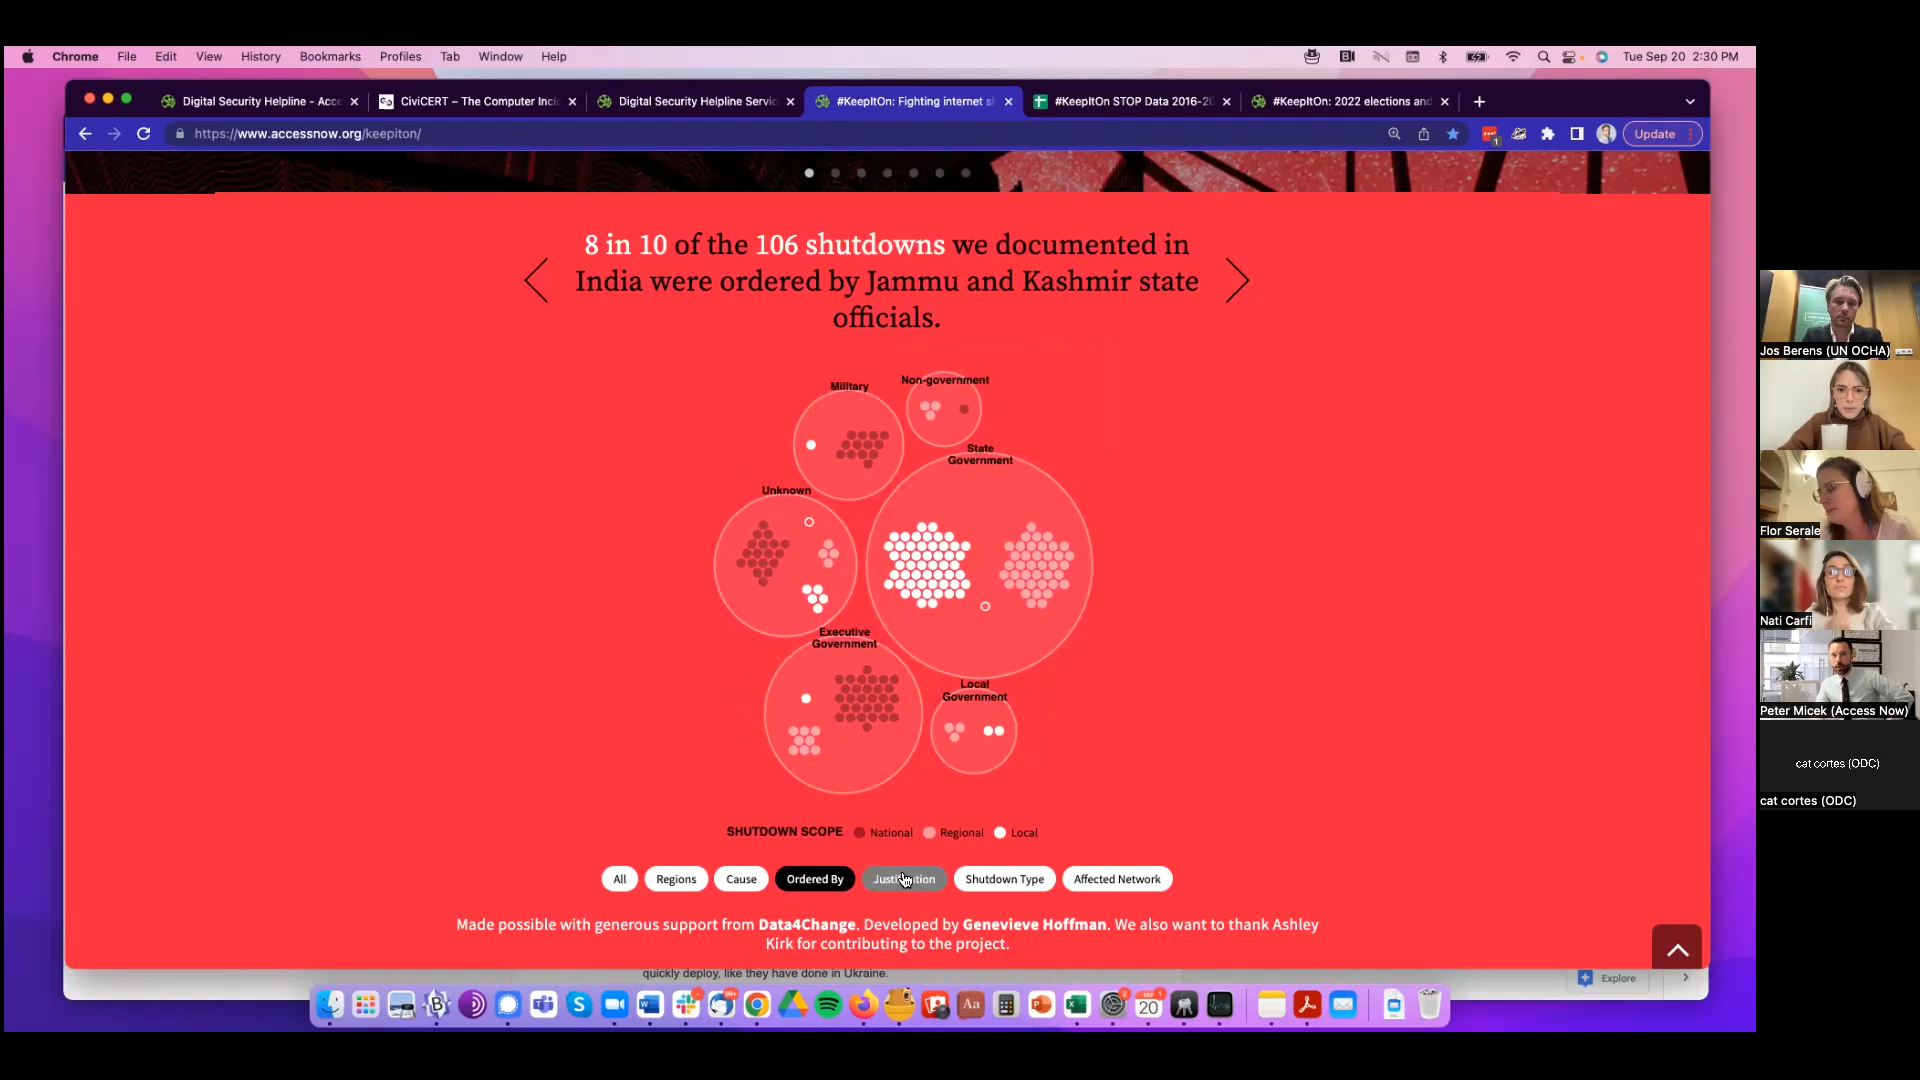 Chrome File Edit View History Bookmarks Profiles Tab Window Help
Tue Sep 20 2:30 PM
Digital Security Helpline - Acc
CiviCERT – The Computer Inci
Digital Security Helpline Servic
#KeepItOn: Fighting internet s
#KeepItOn STOP Data 2016-20
#KeepItOn: 2022 elections and
https://www.accessnow.org/keepiton/
Update
8 in 10 of the 106 shutdowns we documented in
India were ordered by Jammu and Kashmir state
officials.
Military
Non-government
State
Government
Unknown
Executive
Government
Local
Government
SHUTDOWN SCOPE National Regional Local
All Regions Cause Ordered By Justification Shutdown Type Affected Network
Made possible with generous support from Data4Change. Developed by Genevieve Hoffman. We also want to thank Ashley
Kirk for contributing to the project.
quickly deploy, like they have done in Ukraine.
Explore
Jos Berens (UN OCHA)
Flor Serale
Nati Carfi
Peter Micek (Access Now)
cat cortes (ODC)
cat cortes (ODC)